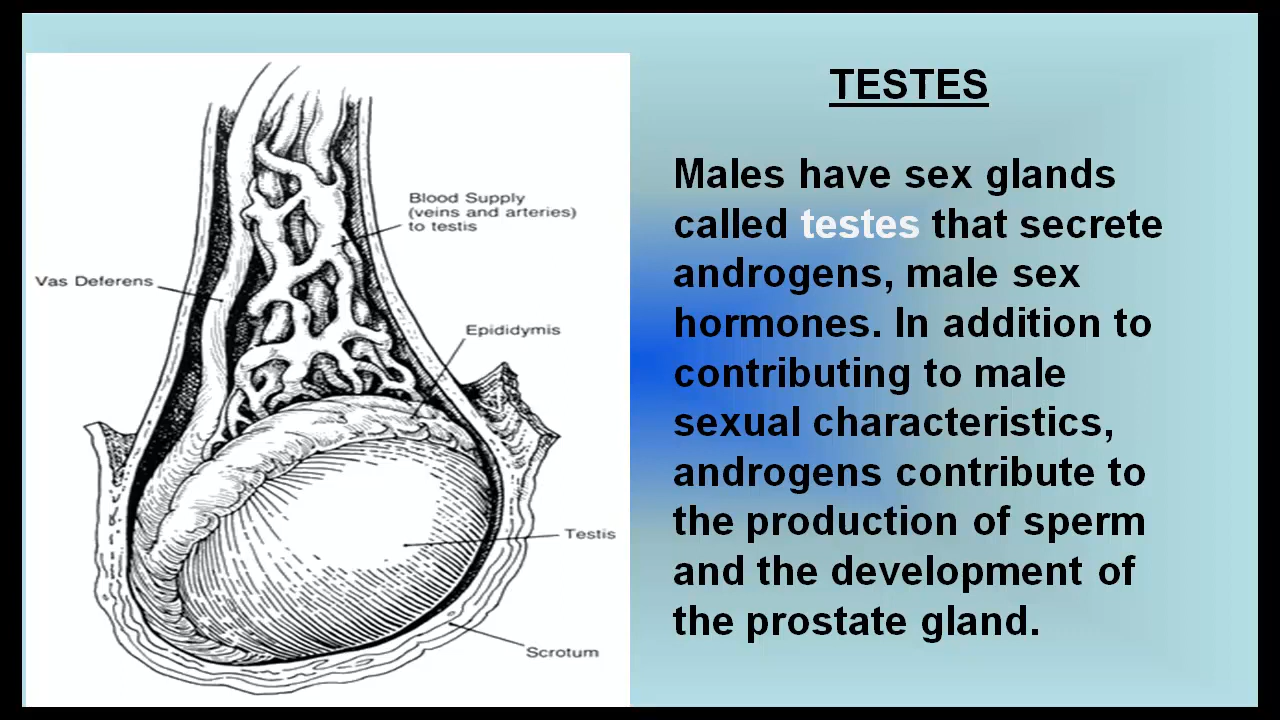 TESTES
Blood Supply
(veins and arteries)
to testis
Vas Deferens
Epididymis
Testis
Scrotum
Males have sex glands
called testes that secrete
androgens, male sex
hormones. In addition to
contributing to male
sexual characteristics,
androgens contribute to
the production of sperm
and the development of
the prostate gland.